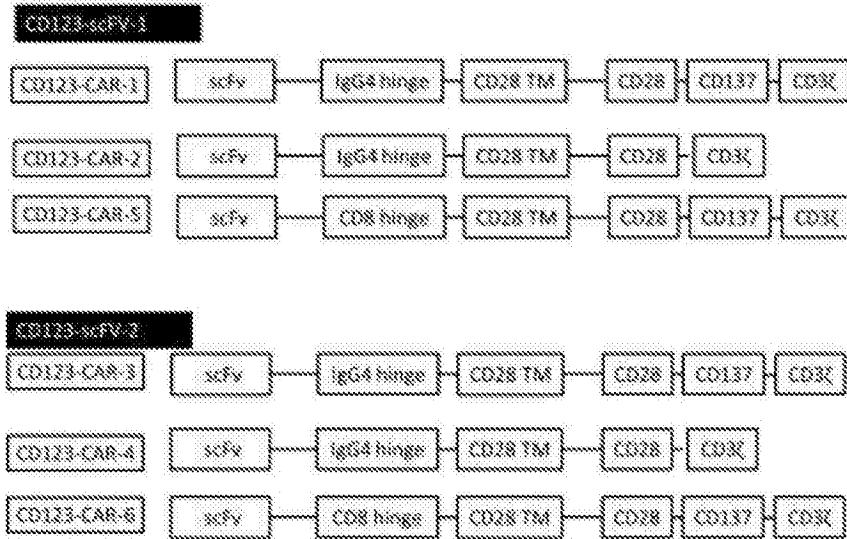 CD123-scFV-1
CD123-CAR-1 scFv IgG4 hinge CD28 TM CD28 CD137 CD3ζ
CD123-CAR-2 scFv IgG4 hinge CD28 TM CD28 CD3ζ
CD123-CAR-5 scFv CD8 hinge CD28 TM CD28 CD137 CD3ζ
CD123-scFV-2
CD123-CAR-3 scFv IgG4 hinge CD28 TM CD28 CD137 CD3ζ
CD123-CAR-4 scFv IgG4 hinge CD28 TM CD28 CD3ζ
CD123-CAR-6 scFv CD8 hinge CD28 TM CD28 CD137 CD3ζ